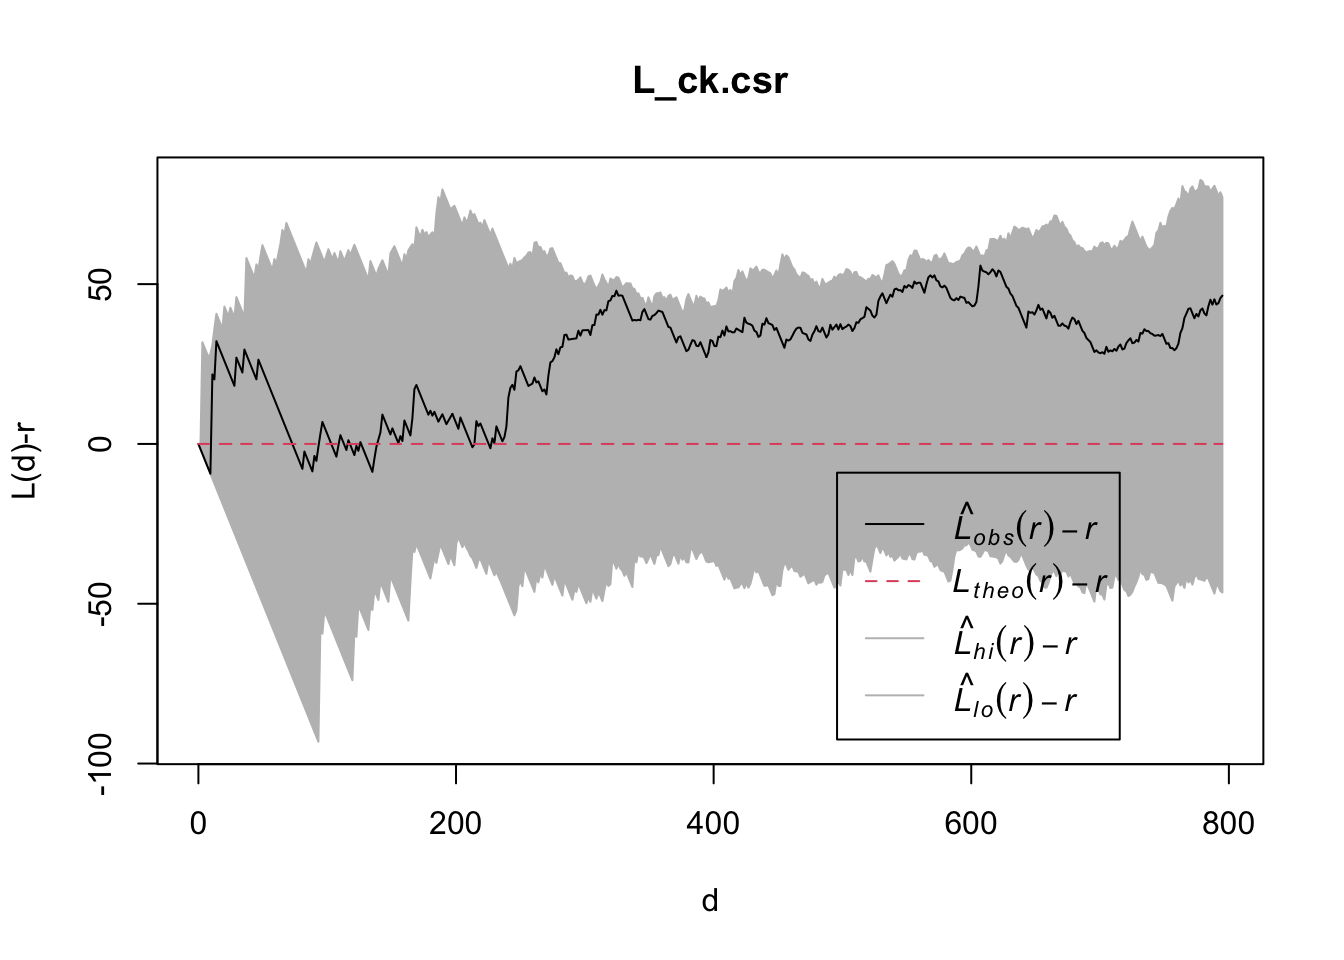 L_ck.csr
L(d)-r
50
0
-50
-100
L̂obs(r) − r
Ltheo(r) − r
L̂hi(r) − r
L̂lo(r) − r
0 200 400 600 800
d